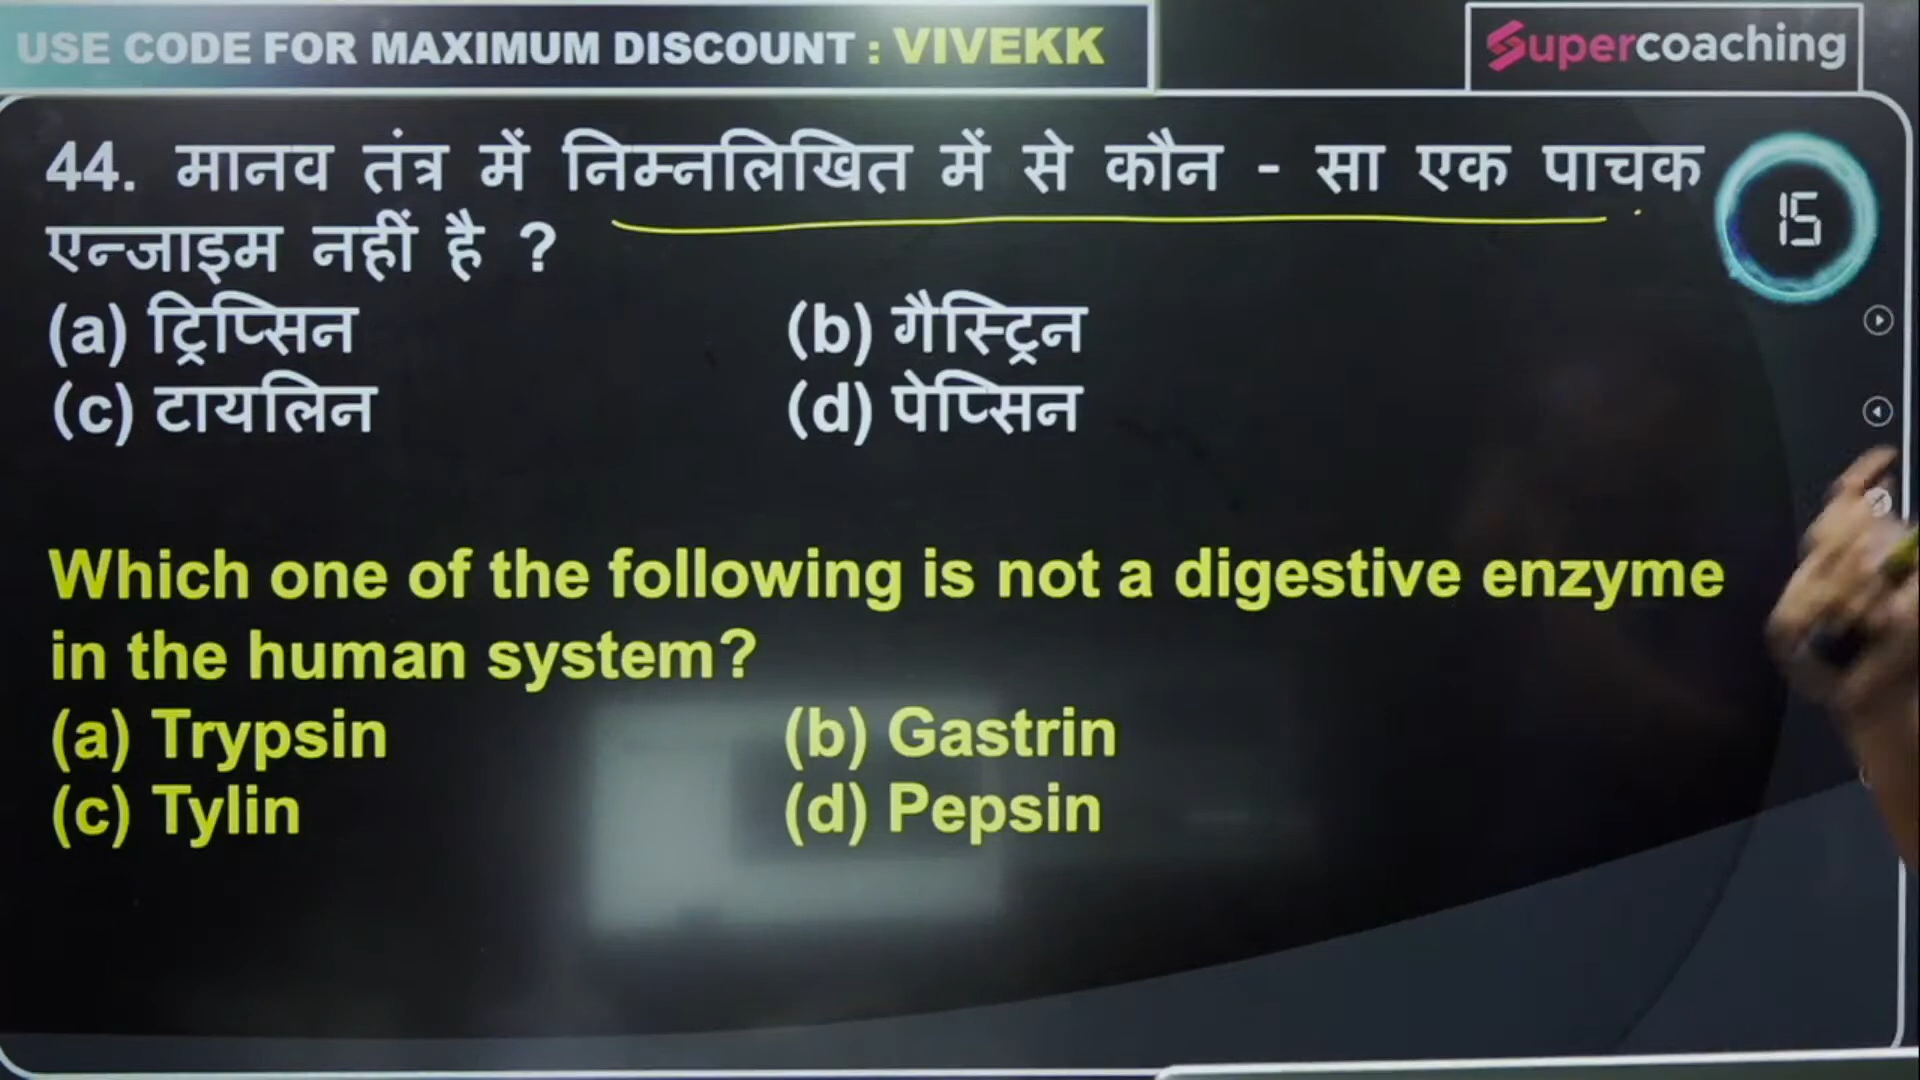 USE CODE FOR MAXIMUM DISCOUNT : VIVEKK
Supercoaching
44. मानव तंत्र में निम्नलिखित में से कौन - सा एक पाचक
एन्जाइम नहीं है ?
15
(a) ट्रिप्सिन (b) गैस्ट्रिन
(c) टायलिन (d) पेप्सिन
Which one of the following is not a digestive enzyme
in the human system?
(a) Trypsin (b) Gastrin
(c) Tylin (d) Pepsin